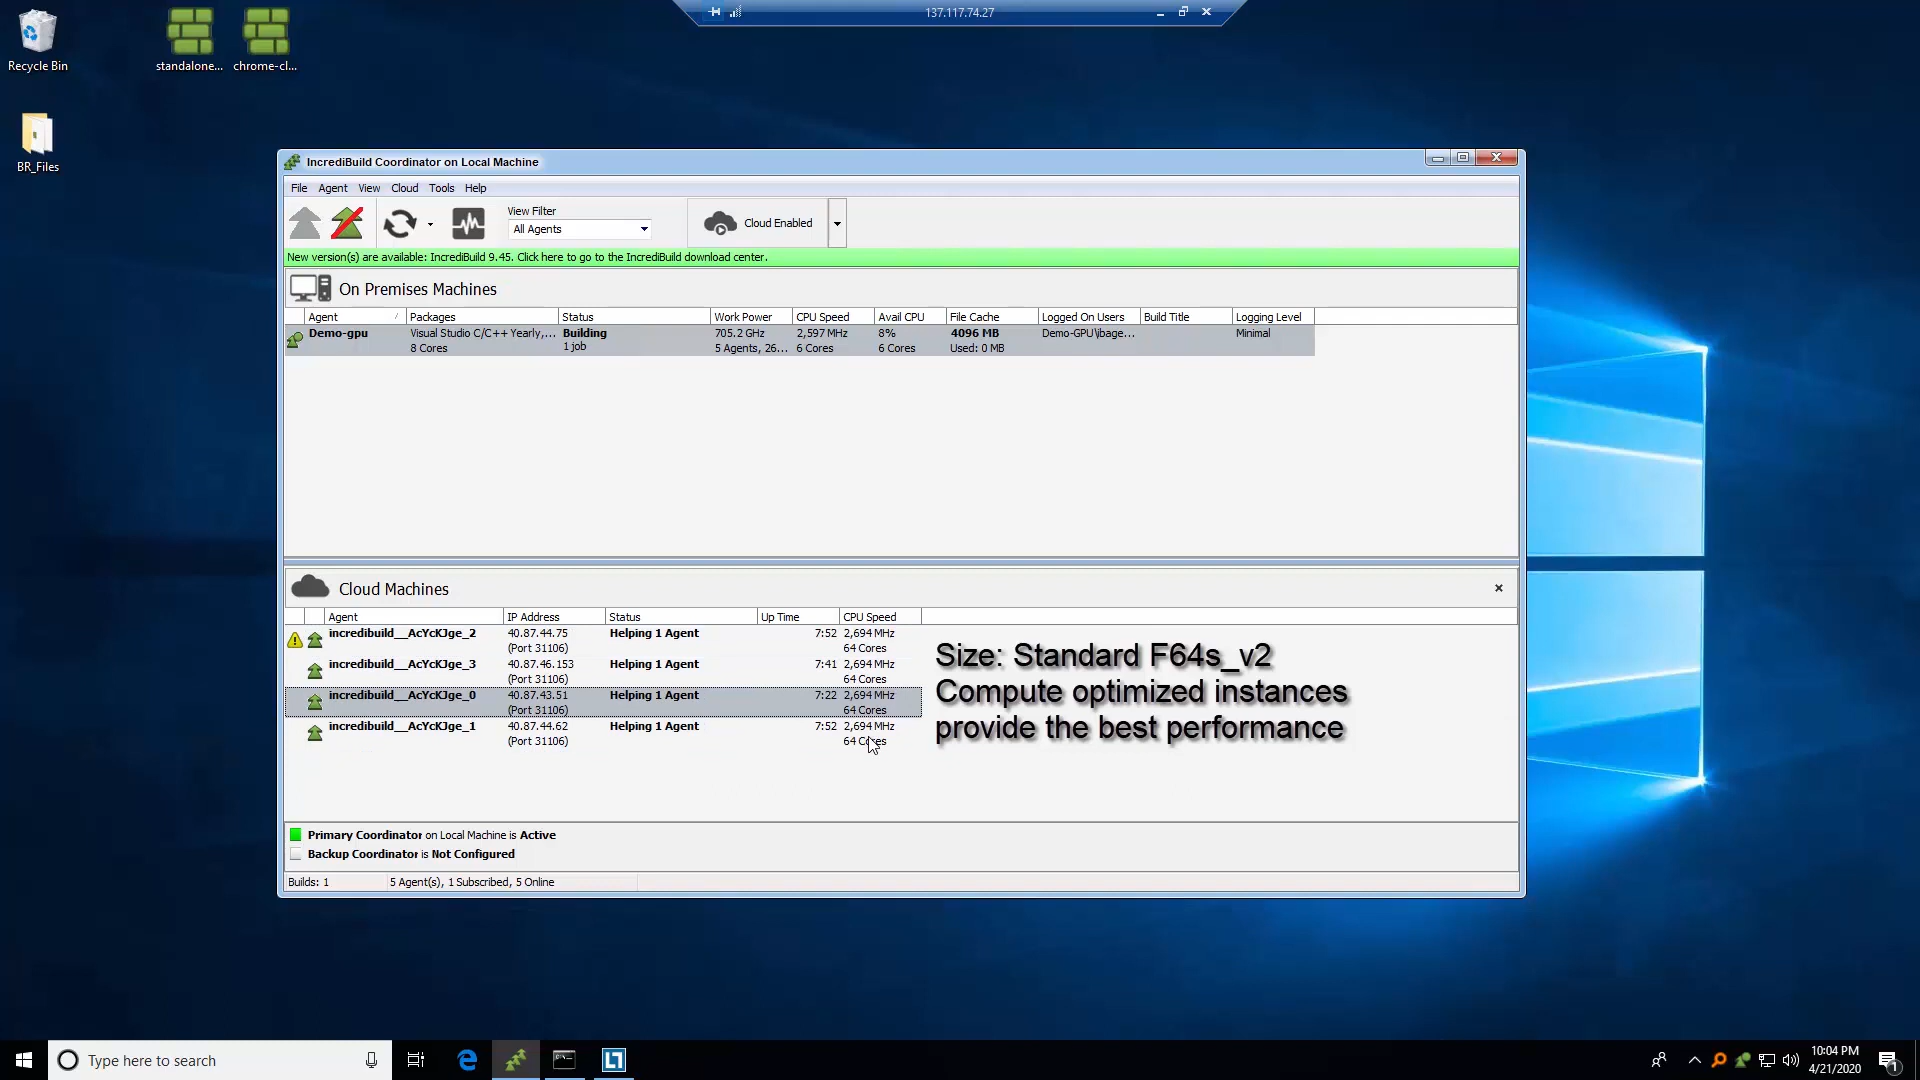 137.117.74.27
Recycle Bin
standalone...
chrome-cl...
BR_Files
IncrediBuild Coordinator on Local Machine
File Agent View Cloud Tools Help
View Filter
All Agents
Cloud Enabled
New version(s) are available: IncrediBuild 9.45. Click here to go to the IncrediBuild download center.
On Premises Machines
Agent Packages Status Work Power CPU Speed Avail CPU File Cache Logged On Users Build Title Logging Level
Demo-gpu Visual Studio C/C++ Yearly,... Building 705.2 GHz 2,597 MHz 8% 4096 MB Demo-GPU\ibage... Minimal
8 Cores 1 job 5 Agents, 26... 6 Cores 6 Cores Used: 0 MB
Cloud Machines
Agent IP Address Status Up Time CPU Speed
incredibuild__AcYcKJge_2 40.87.44.75 Helping 1 Agent 7:52 2,694 MHz
(Port 31106) 64 Cores
incredibuild__AcYcKJge_3 40.87.46.153 Helping 1 Agent 7:41 2,694 MHz
(Port 31106) 64 Cores
incredibuild__AcYcKJge_0 40.87.43.51 Helping 1 Agent 7:22 2,694 MHz
(Port 31106) 64 Cores
incredibuild__AcYcKJge_1 40.87.44.62 Helping 1 Agent 7:52 2,694 MHz
(Port 31106) 64 Cores
Size: Standard F64s_v2
Compute optimized instances
provide the best performance
Primary Coordinator on Local Machine is Active
Backup Coordinator is Not Configured
Builds: 1 5 Agent(s), 1 Subscribed, 5 Online
Type here to search
10:04 PM
4/21/2020
1